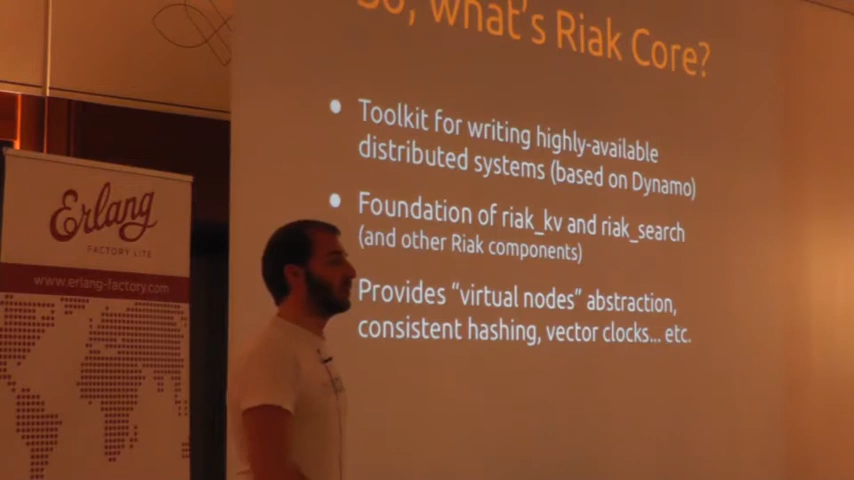 So, what's Riak Core?
Toolkit for writing highly-available
distributed systems (based on Dynamo)
Foundation of riak_kv and riak_search
(and other Riak components)
Provides “virtual nodes” abstraction,
consistent hashing, vector clocks... etc.
Erlang
FACTORY LITE
www.erlang-factory.com